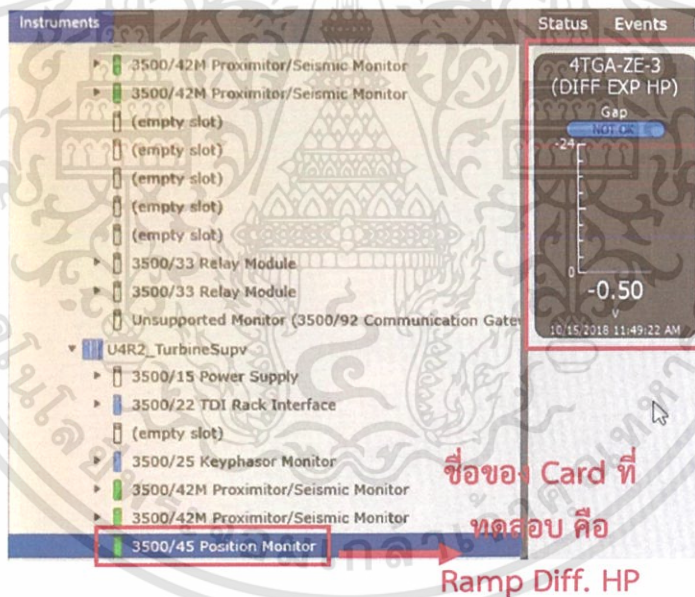 Instruments
Status Events
3500/42M Proximitor/Seismic Monitor
3500/42M Proximitor/Seismic Monitor
(empty slot)
(empty slot)
(empty slot)
(empty slot)
(empty slot)
3500/33 Relay Module
3500/33 Relay Module
Unsupported Monitor (3500/92 Communication Gate
U4R2_TurbineSupv
3500/15 Power Supply
3500/22 TDI Rack Interface
(empty slot)
3500/25 Keyphasor Monitor
3500/42M Proximitor/Seismic Monitor
3500/42M Proximitor/Seismic Monitor
3500/45 Position Monitor
4TGA-ZE-3
(DIFF EXP HP)
Gap
NOT OK
-24
0
-0.50
V
10/15/2018 11:49:22 AM
ชื่อของ Card ที่
ทดสอบ คือ
Ramp Diff. HP